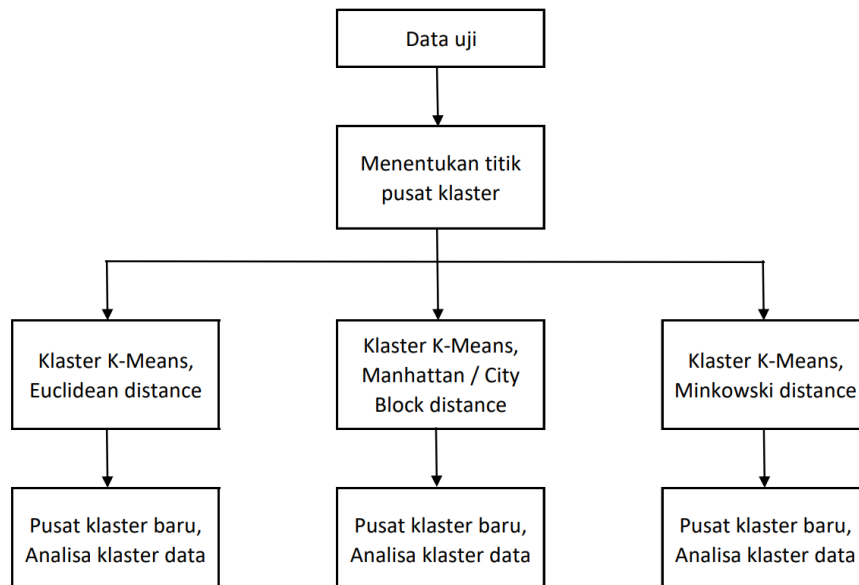 Data uji
Menentukan titik
pusat klaster
Klaster K-Means,
Euclidean distance
Klaster K-Means,
Manhattan / City
Block distance
Klaster K-Means,
Minkowski distance
Pusat klaster baru,
Analisa klaster data
Pusat klaster baru,
Analisa klaster data
Pusat klaster baru,
Analisa klaster data